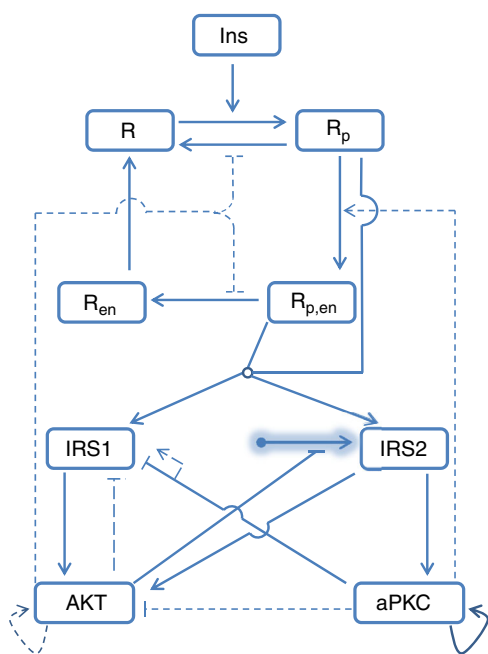 Ins
R
Rp
Ren
Rp,en
IRS1
IRS2
AKT
aPKC